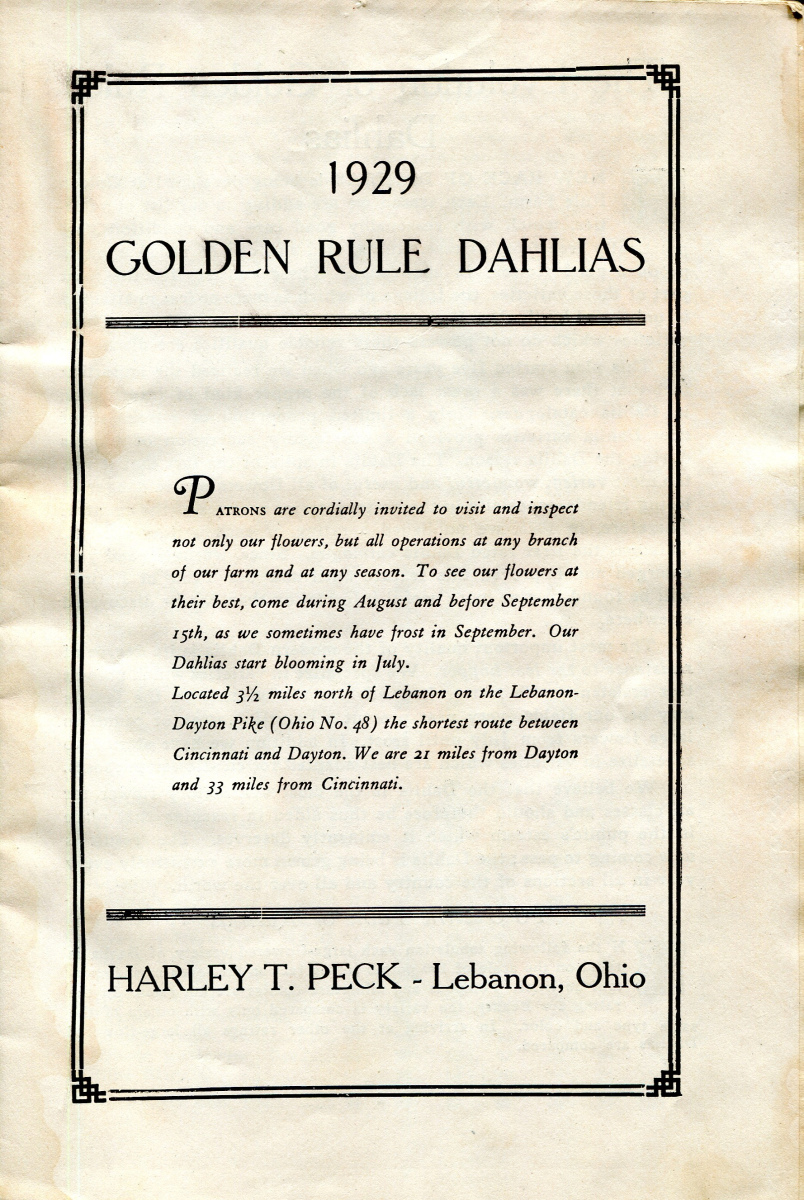 1929
GOLDEN RULE DAHLIAS
PATRONS are cordially invited to visit and inspect
not only our flowers, but all operations at any branch
of our farm and at any season. To see our flowers at
their best, come during August and before September
15th, as we sometimes have frost in September. Our
Dahlias start blooming in July.
Located 3½ miles north of Lebanon on the Lebanon-
Dayton Pike (Ohio No. 48) the shortest route between
Cincinnati and Dayton. We are 21 miles from Dayton
and 33 miles from Cincinnati.
HARLEY T. PECK - Lebanon, Ohio